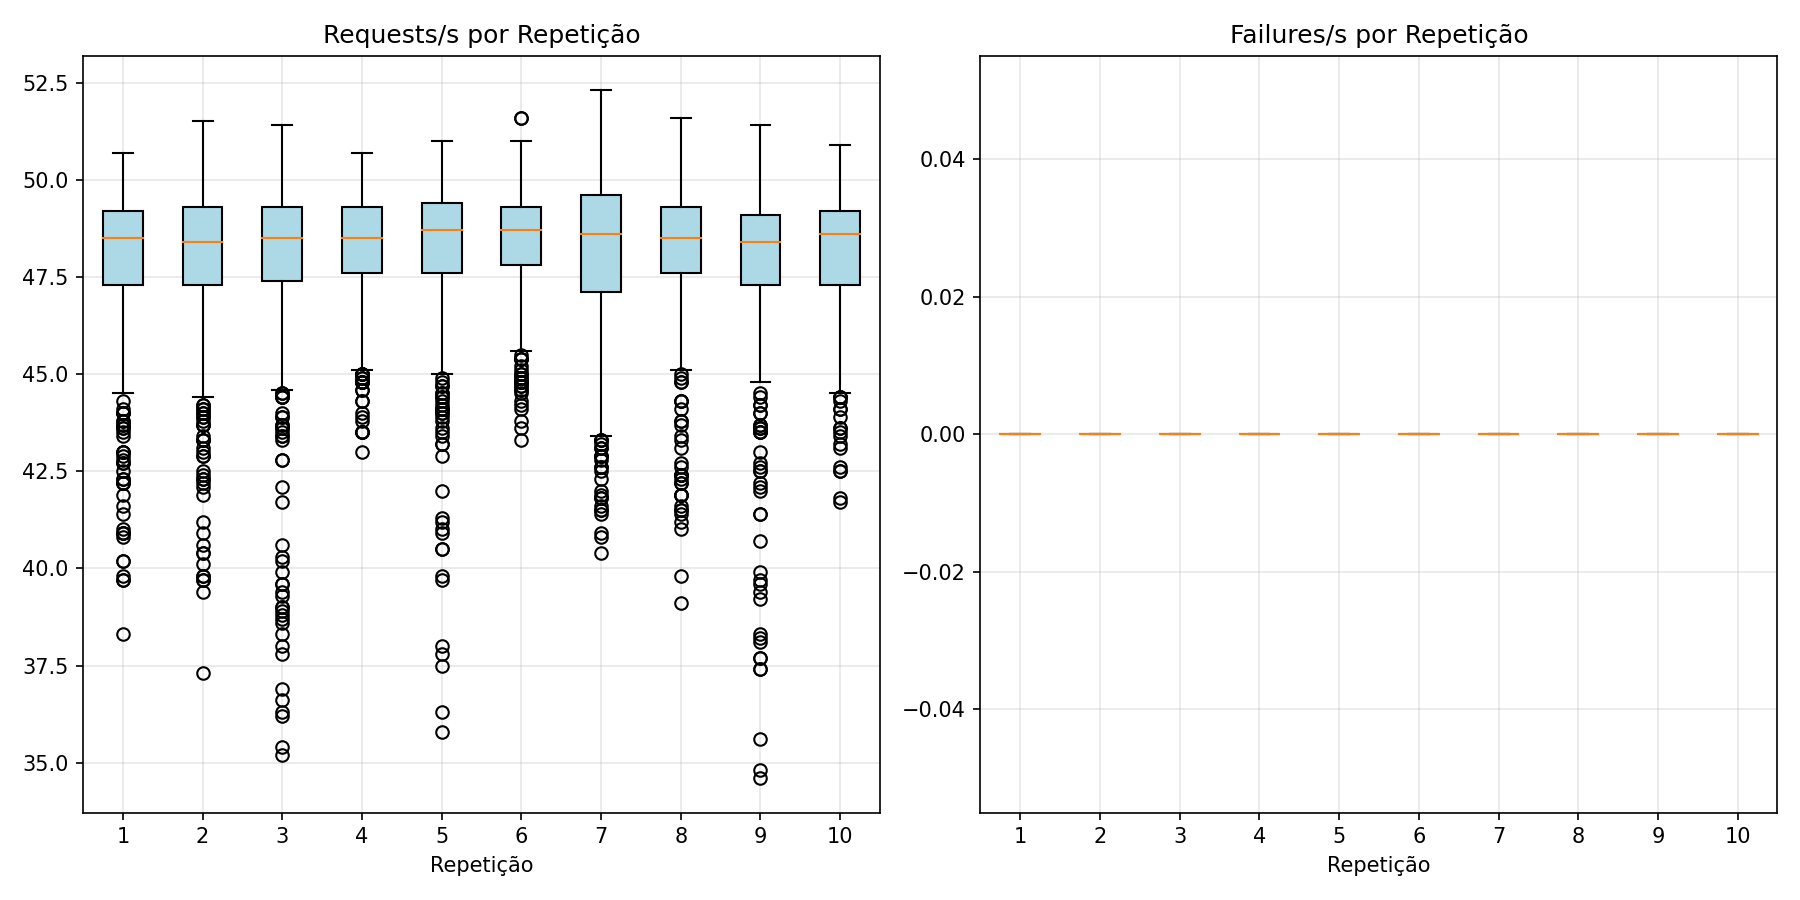 Requests/s por Repetição
52.5
50.0
47.5
45.0
42.5
40.0
37.5
35.0
1 2 3 4 5 6 7 8 9 10
Repetição
Failures/s por Repetição
0.04
0.02
0.00
−0.02
−0.04
1 2 3 4 5 6 7 8 9 10
Repetição